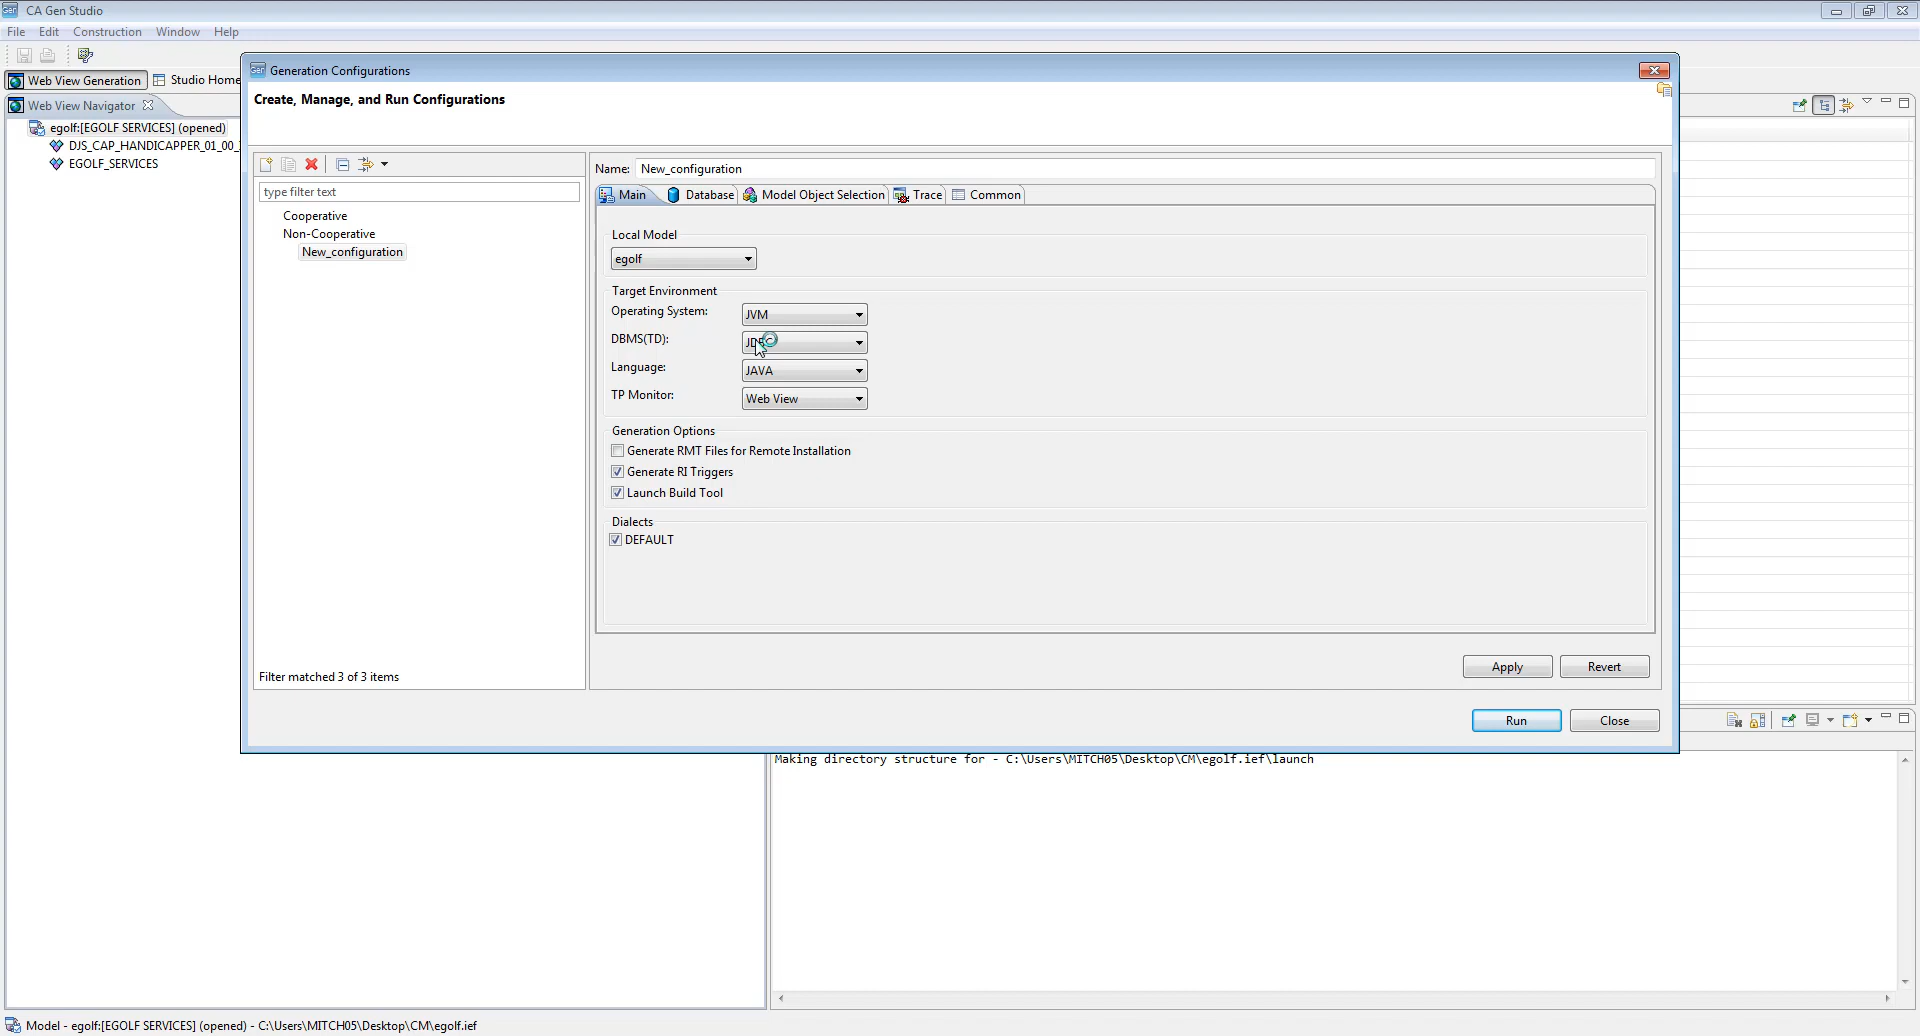 CA Gen Studio
File Edit Construction Window Help
Web View Generation Studio Home
Web View Navigator
egolf:[EGOLF SERVICES] (opened)
DJS_CAP_HANDICAPPER_01_00_
EGOLF_SERVICES
Gen Generation Configurations
Create, Manage, and Run Configurations
type filter text
Cooperative
Non-Cooperative
New_configuration
Filter matched 3 of 3 items
Name: New_configuration
Main Database Model Object Selection Trace Common
Local Model
egolf
Target Environment
Operating System: JVM
DBMS(TD):
Language: JAVA
TP Monitor: Web View
Generation Options
Generate RMT Files for Remote Installation
Generate RI Triggers
Launch Build Tool
Dialects
DEFAULT
Apply Revert
Run Close
Making directory structure for - C:\Users\MITCH05\Desktop\CM\egolf.ief\launch
Model - egolf:[EGOLF SERVICES] (opened) - C:\Users\MITCH05\Desktop\CM\egolf.ief